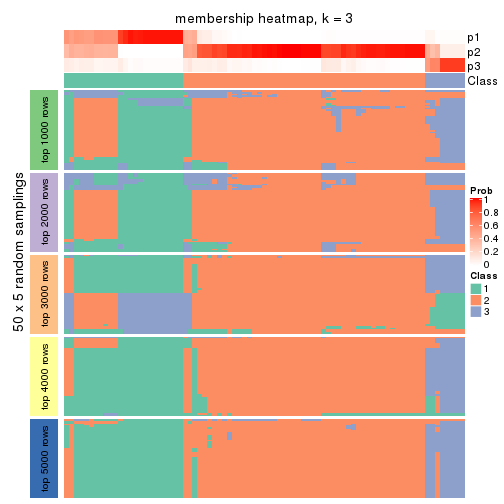 membership heatmap, k = 3
p1
p2
p3
Class
50 x 5 random samplings
top 1000 rows
top 2000 rows
top 3000 rows
top 4000 rows
top 5000 rows
Prob
1
0.8
0.6
0.4
0.2
0
Class
1
2
3